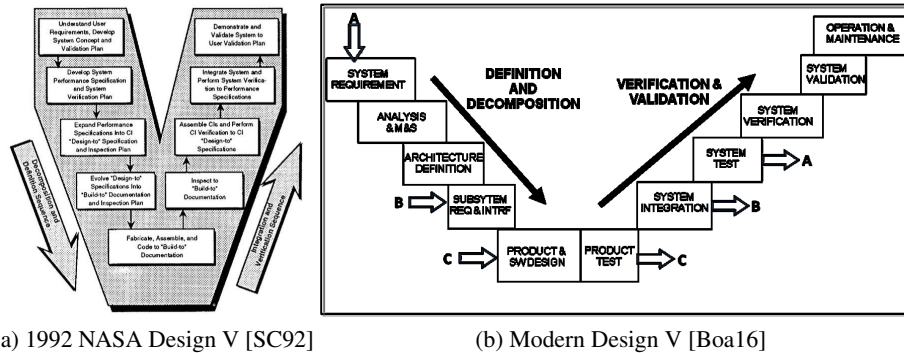 Understand User
Requirements, Develop
System Concept and
Validation Plan
Demonstrate and
Validate System to
User Validation Plan
Develop System
Performance Specification
and System
Verification Plan
Integrate System and
Perform System Verifica-
tion to Performance
Specifications
Expand Performance
Specifications Into CI
"Design-to" Specification
and Inspection Plan
Assemble CIs and Perform
CI Verification to CI
"Design-to"
Specifications
Evolve "Design-to"
Specifications Into
"Build-to" Documentation
and Inspection Plan
Inspect to
"Build-to"
Documentation
Fabricate, Assemble, and
Code to "Build-to"
Documentation
Decomposition and
Definition Sequence
Integration and
Verification Sequence
a) 1992 NASA Design V [SC92]
A
SYSTEM
REQUIREMENT
ANALYSIS
& M&S
ARCHITECTURE
DEFINITION
B
SUBSYTEM
REQ & INTRF
C
PRODUCT &
SW DESIGN
DEFINITION
AND
DECOMPOSITION
VERIFICATION &
VALIDATION
OPERATION &
MAINTENANCE
SYSTEM
VALIDATION
SYSTEM
VERIFICATION
SYSTEM
TEST
A
SYSTEM
INTEGRATION
B
PRODUCT
TEST
C
(b) Modern Design V [Boa16]